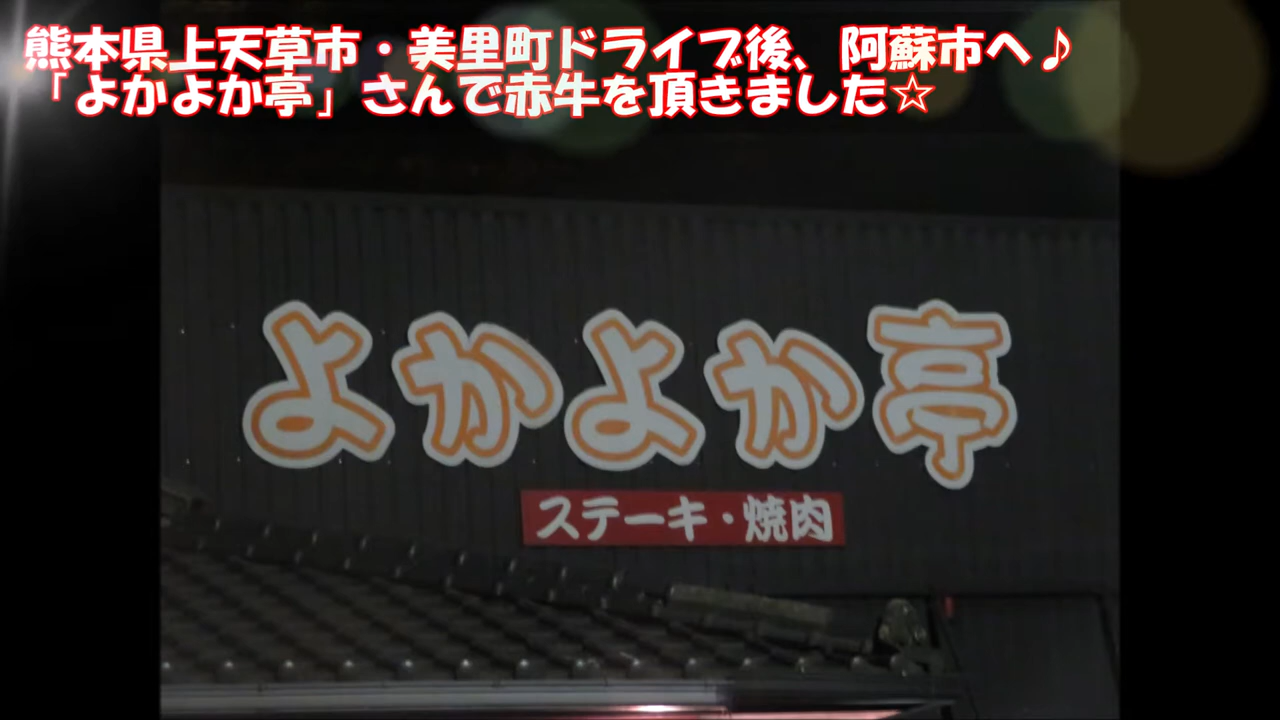 熊本県上天草市・美里町ドライブ後、阿蘇市へ♪
「よかよか亭」さんで赤牛を頂きました☆
よかよか亭
ステーキ・焼肉